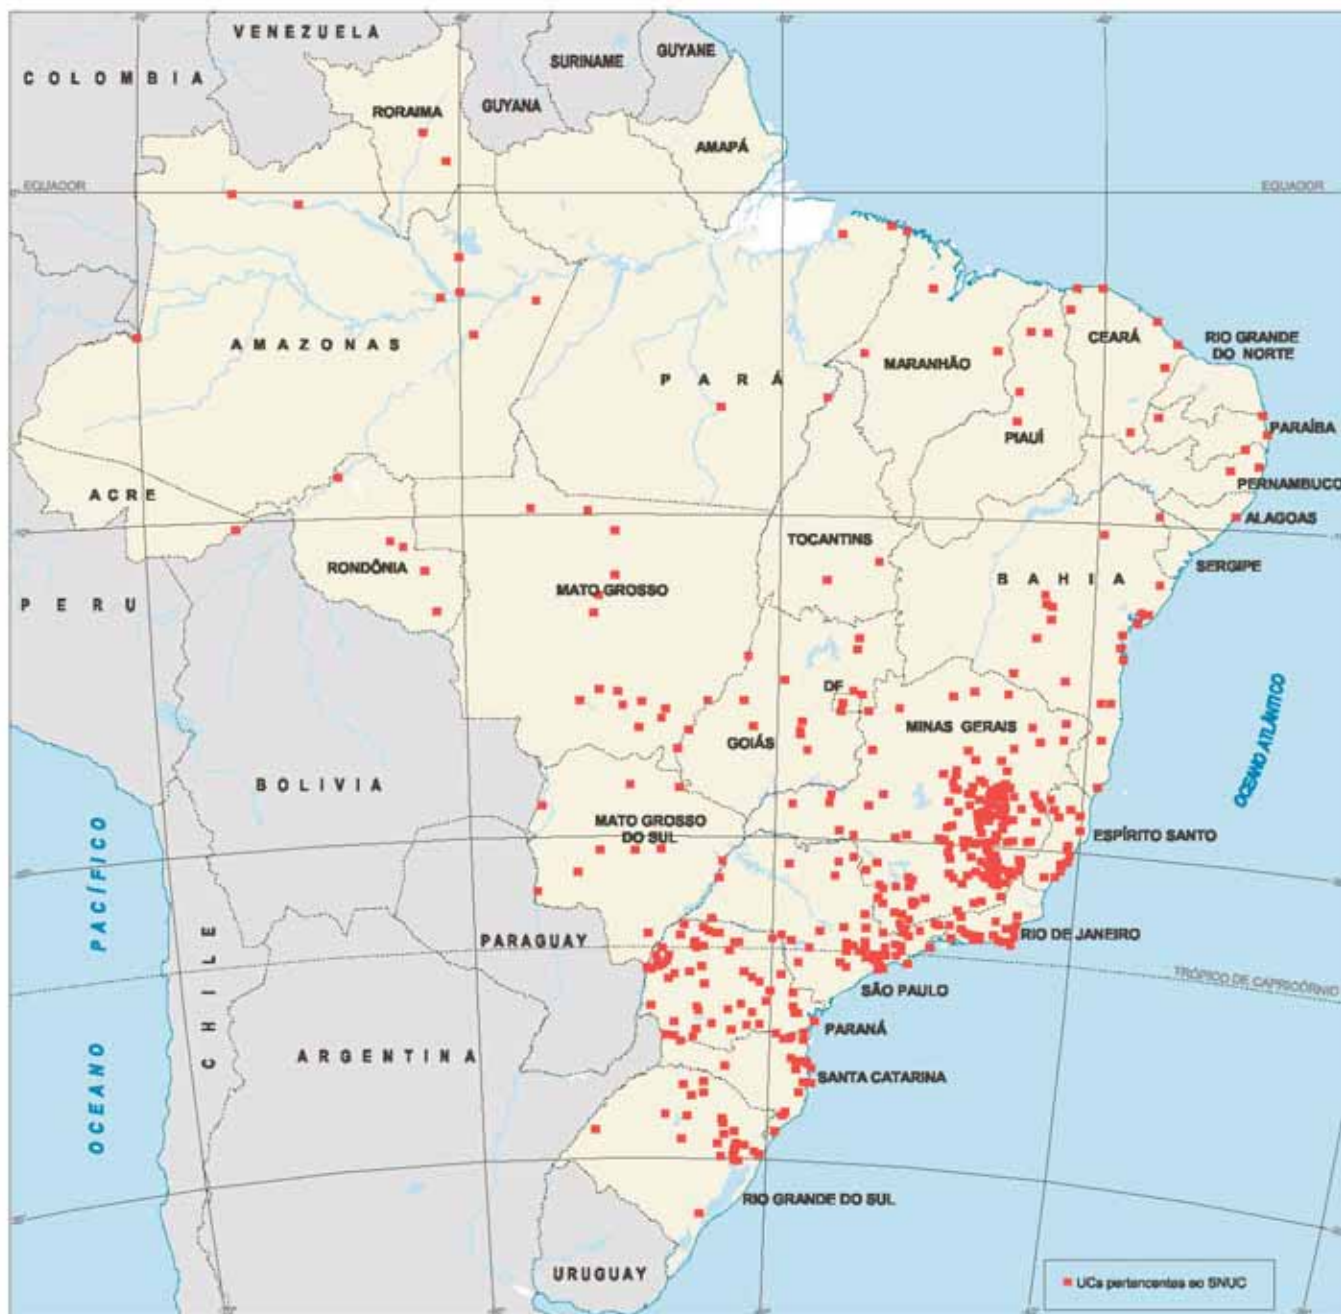 VENEZUELA
COLOMBIA
SURINAME
GUYANE
GUYANA
RORAIMA
AMAPÁ
EQUADOR
EQUADOR
AMAZONAS
PARÁ
MARANHÃO
CEARÁ
RIO GRANDE
DO NORTE
PARAÍBA
PIAUÍ
PERNAMBUCO
ACRE
ALAGOAS
TOCANTINS
RONDÔNIA
SERGIPE
BAHIA
MATO GROSSO
PERU
DF
MINAS GERAIS
GOIÁS
OCEANO ATLÂNTICO
BOLIVIA
MATO GROSSO
DO SUL
ESPÍRITO SANTO
OCEANO PACÍFICO
PARAGUAY
RIO DE JANEIRO
TRÓPICO DE CAPRICÓRNIO
SÃO PAULO
CHILE
PARANÁ
ARGENTINA
SANTA CATARINA
RIO GRANDE DO SUL
URUGUAY
UCs pertencentes ao SNUC